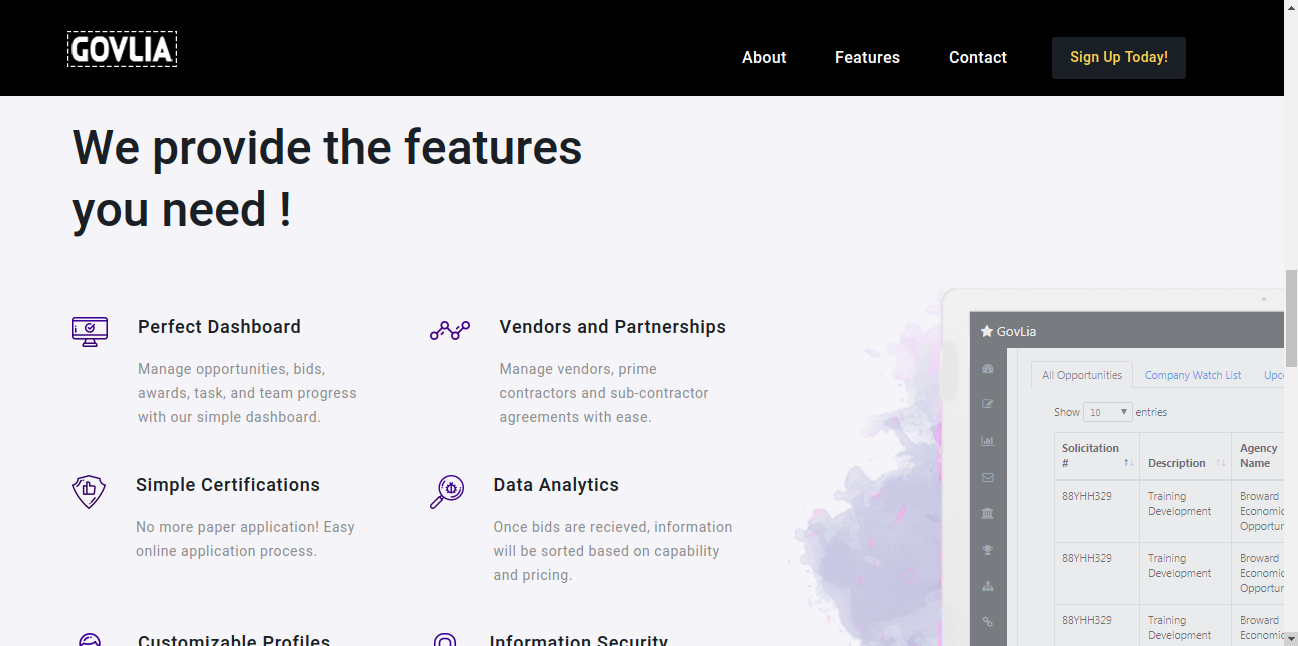 GOVLIA
About Features Contact Sign Up Today!
We provide the features
you need !
Perfect Dashboard
Manage opportunities, bids,
awards, task, and team progress
with our simple dashboard.
Vendors and Partnerships
Manage vendors, prime
contractors and sub-contractor
agreements with ease.
Simple Certifications
No more paper application! Easy
online application process.
Data Analytics
Once bids are recieved, information
will be sorted based on capability
and pricing.
Customizable Profiles
Information Security
GovLia
All Opportunities Company Watch List Upco
Show 10 entries
Solicitation
#
Description
Agency
Name
88YHH329
Training
Development
Broward
Economic
Opportun
88YHH329
Training
Development
Broward
Economic
Opportun
88YHH329
Training
Development
Broward
Economic